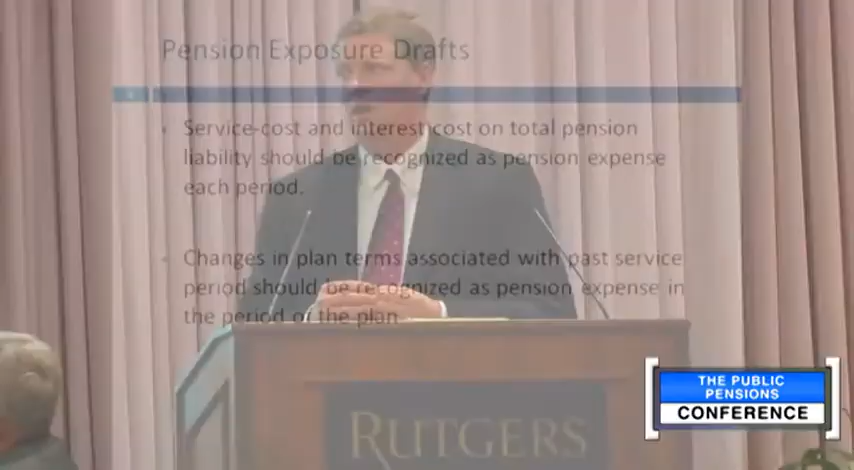 Pension Exposure Drafts
Service cost and interest cost on total pension
liability should be recognized as pension expense
each period.
Changes in plan terms associated with past service
period should be recognized as pension expense in
the period of the plan
RUTGERS
THE PUBLIC
PENSIONS
CONFERENCE